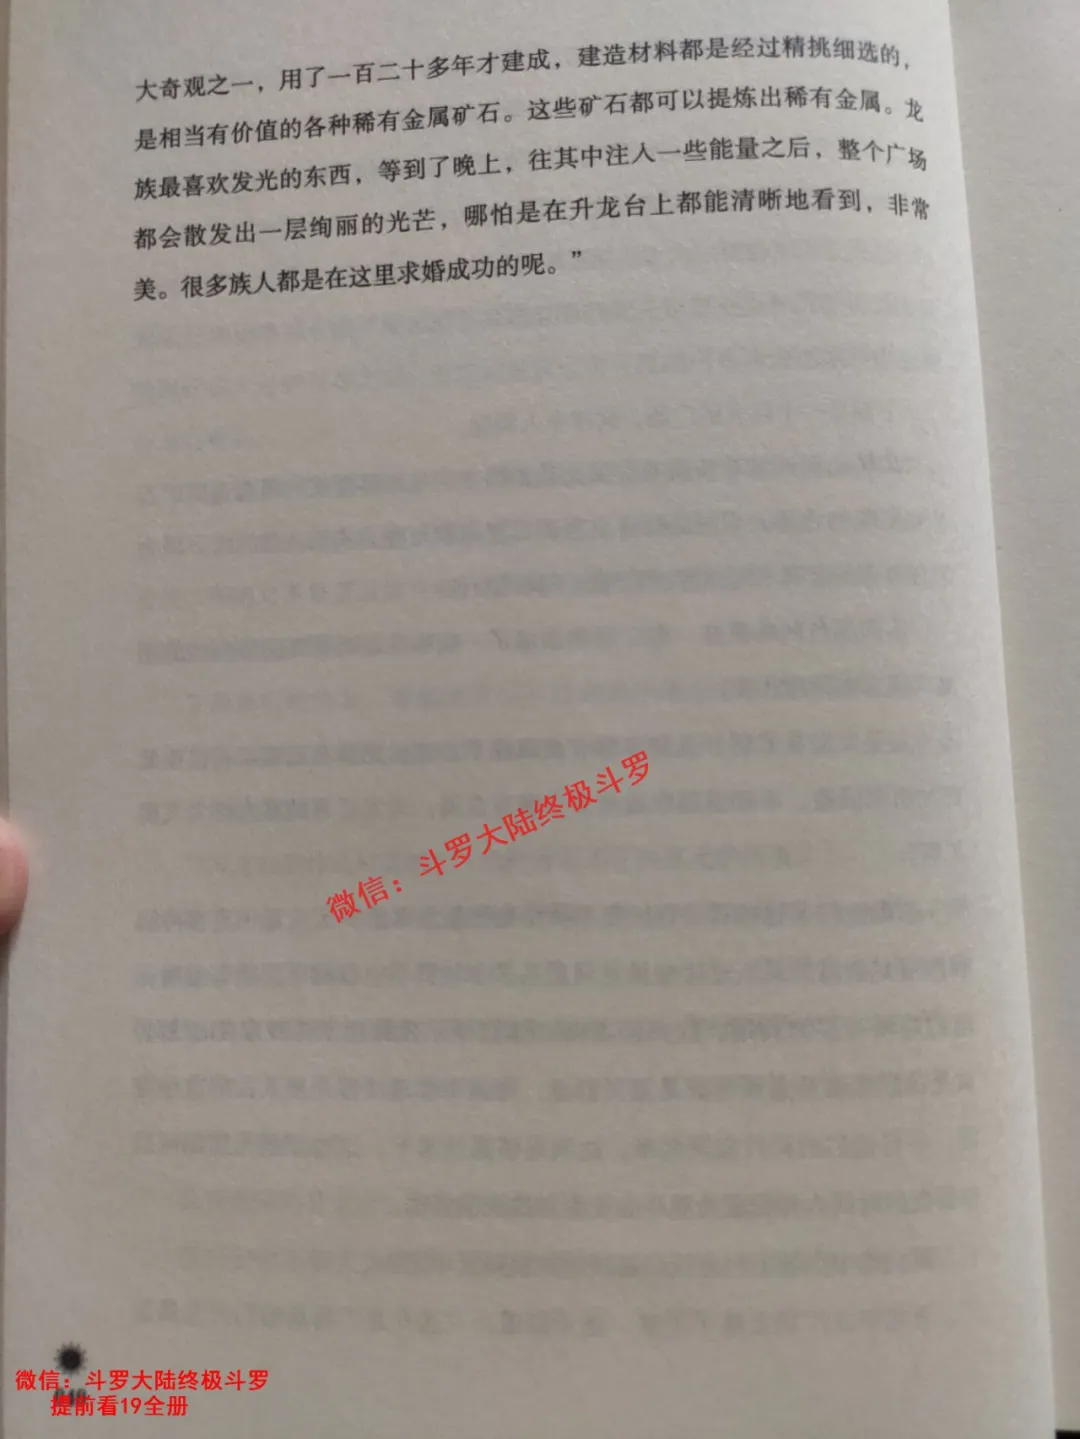 大奇观之一，用了一百二十多年才建成，建造材料都是经过精挑细选的，
是相当有价值的各种稀有金属矿石。这些矿石都可以提炼出稀有金属。龙
族最喜欢发光的东西，等到了晚上，往其中注入一些能量之后，整个广场
都会散发出一层绚丽的光芒，哪怕是在升龙台上都能清晰地看到，非常
美。很多族人都是在这里求婚成功的呢。”
微信：斗罗大陆终极斗罗
微信：斗罗大陆终极斗罗
提前看19全册